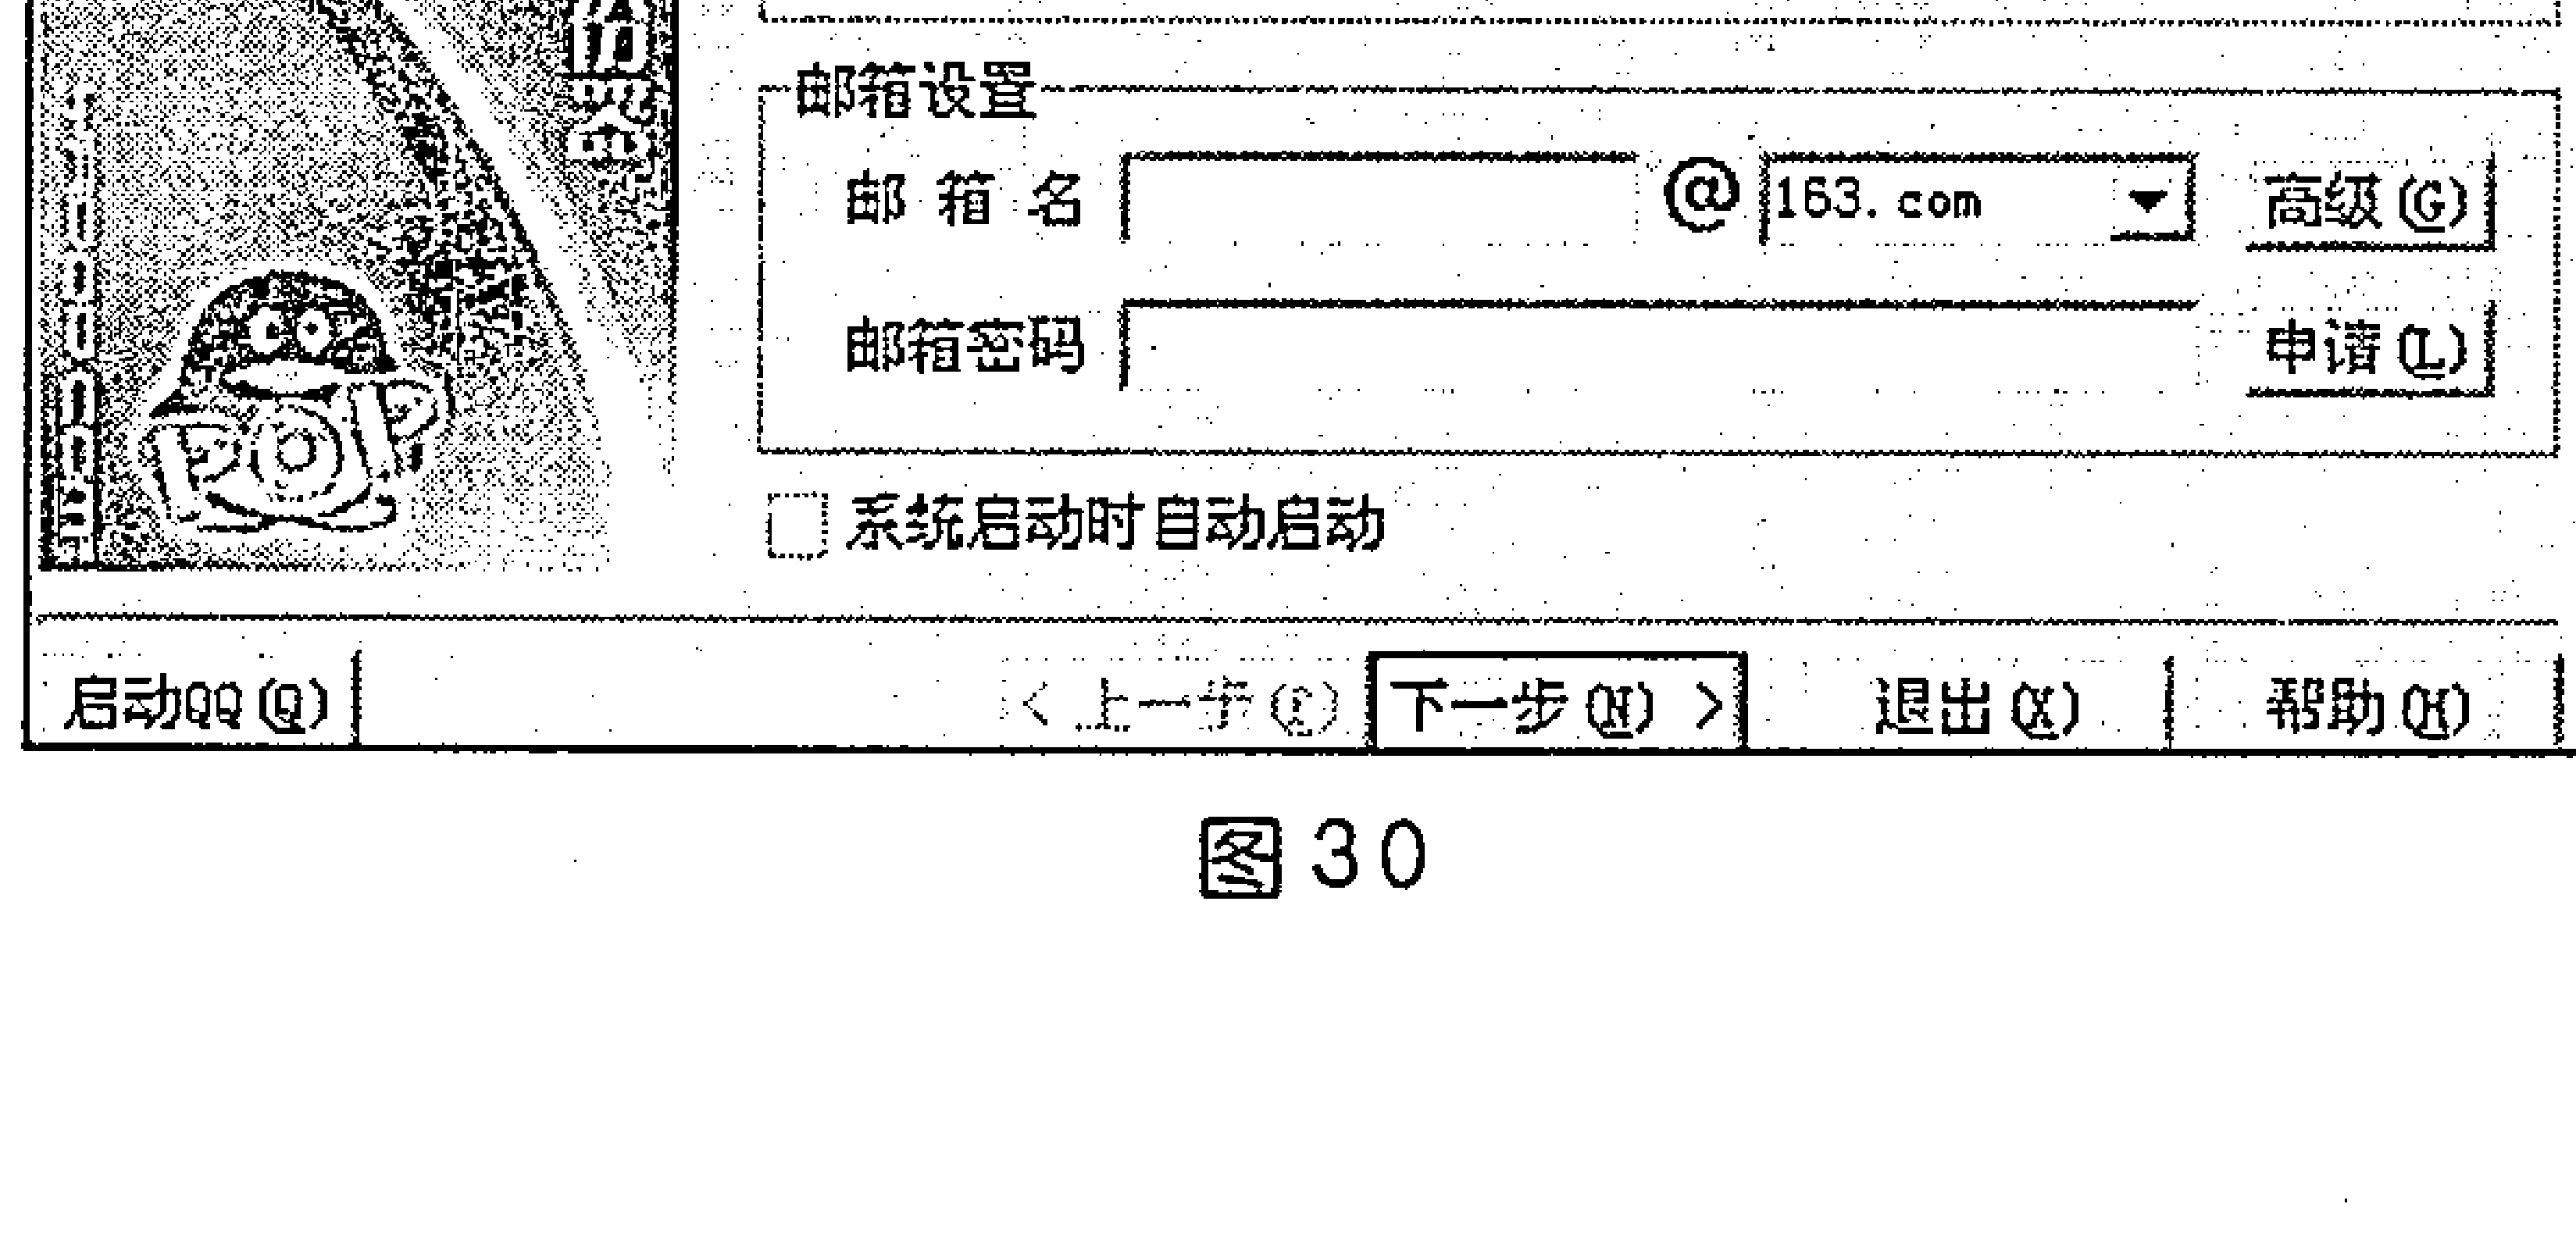 邮箱设置
邮箱名 @ 163.com 高级(G)
邮箱密码 申请(L)
系统启动时自动启动
启动QQ(Q) < 上一步(P) 下一步(N) > 退出(X) 帮助(H)
图30